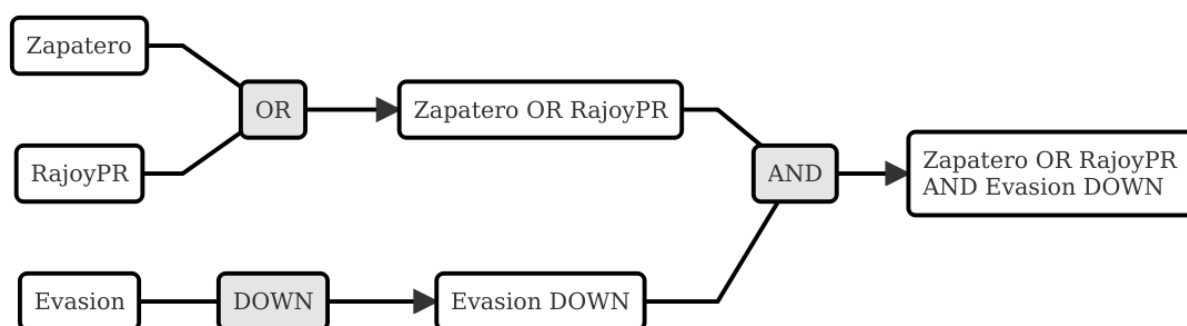 Zapatero
OR
Zapatero OR RajoyPR
RajoyPR
AND
Zapatero OR RajoyPR
AND Evasion DOWN
Evasion
DOWN
Evasion DOWN